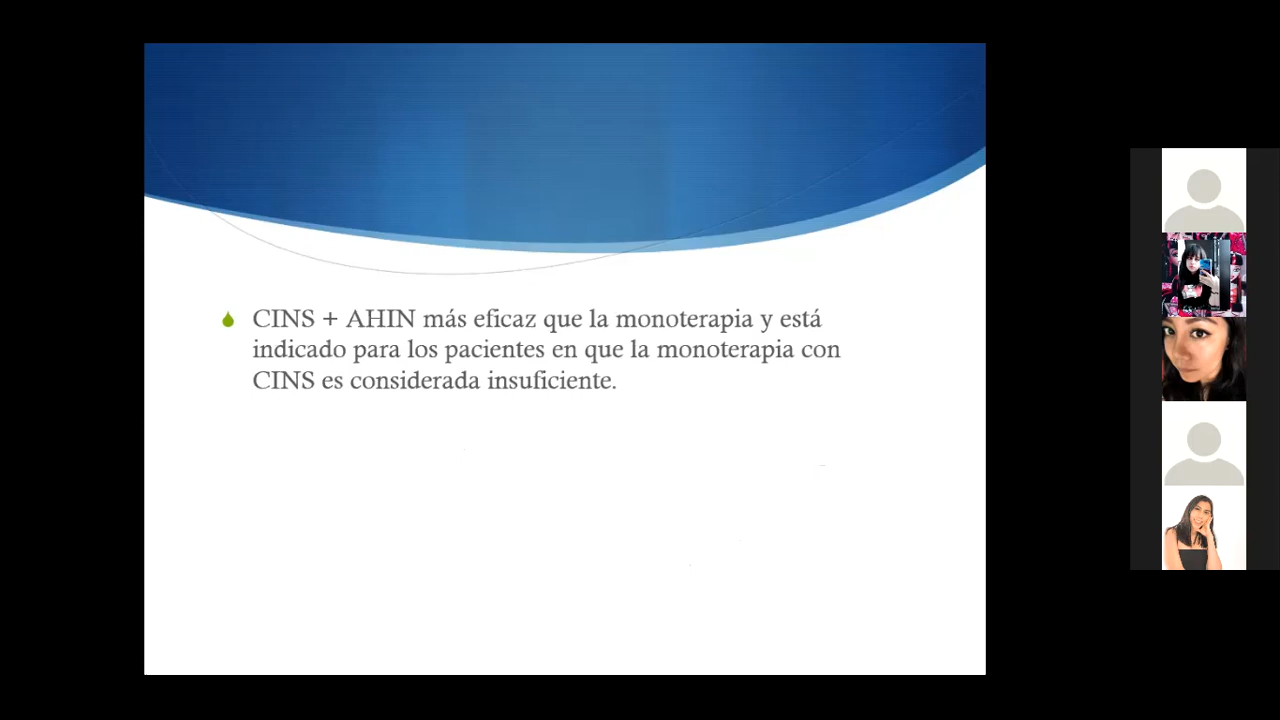 CINS + AHIN más eficaz que la monoterapia y está
indicado para los pacientes en que la monoterapia con
CINS es considerada insuficiente.